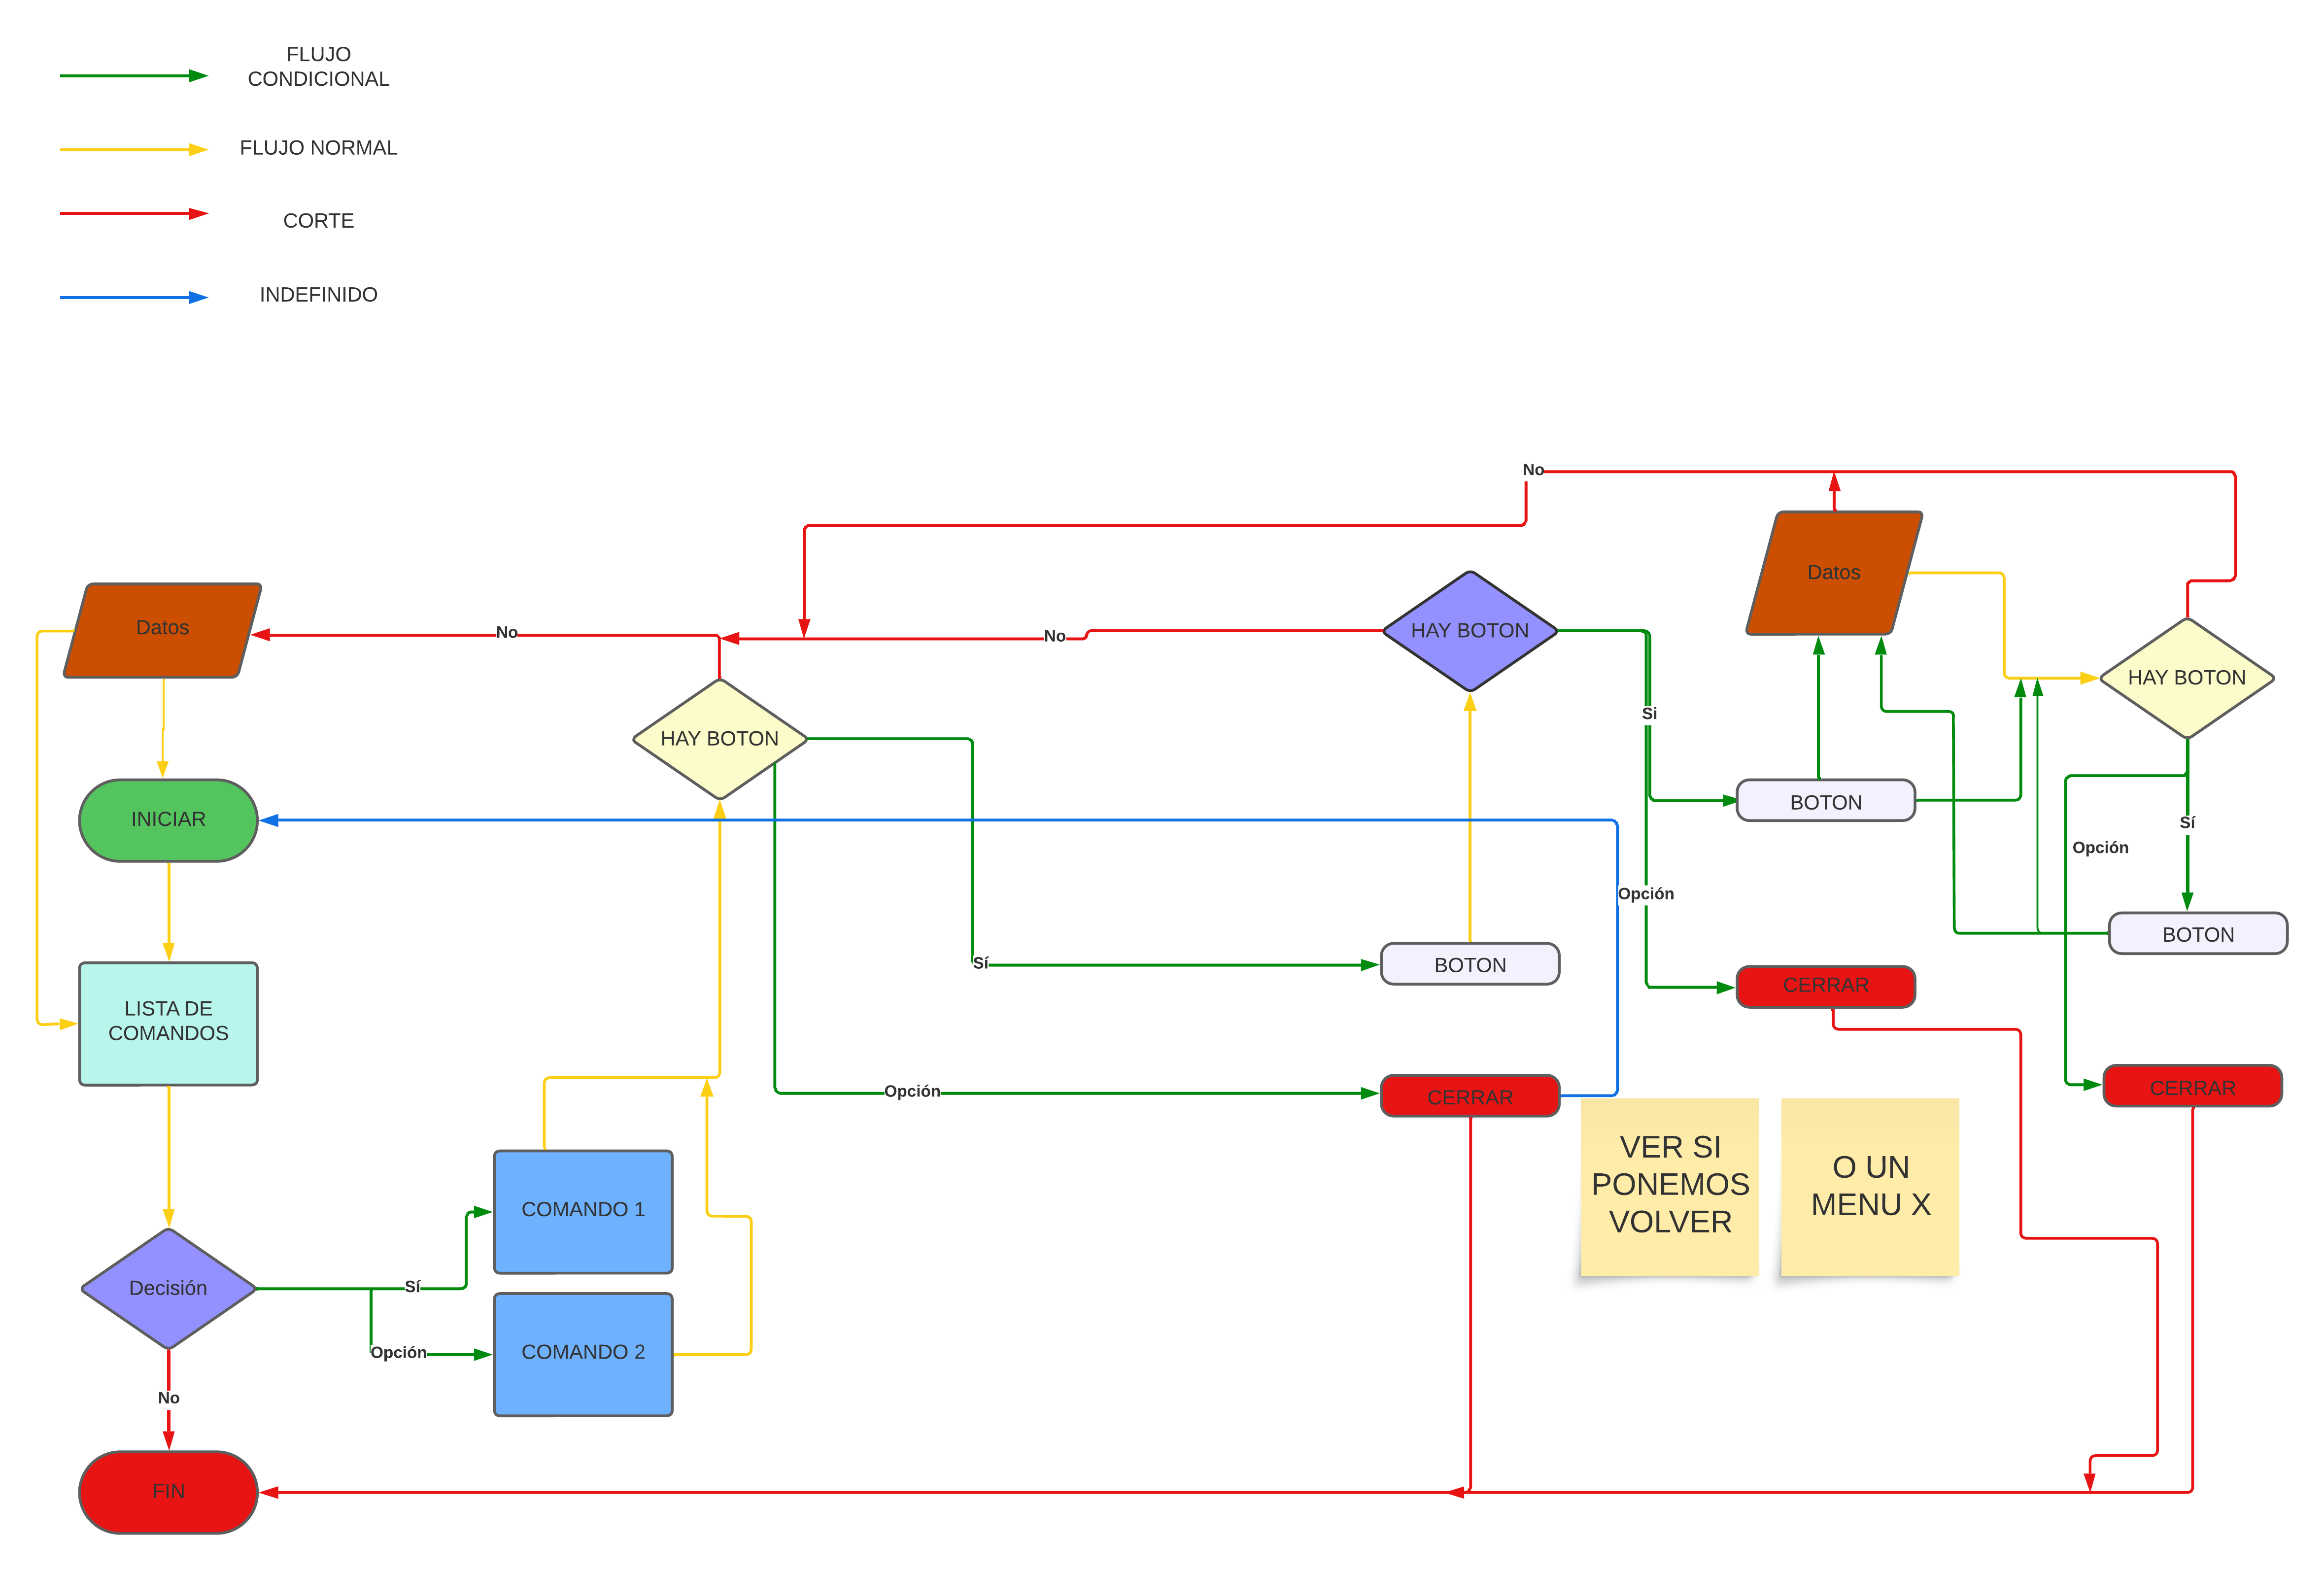 FLUJO
CONDICIONAL
FLUJO NORMAL
CORTE
INDEFINIDO
No
Datos
Datos
No
No
HAY BOTON
HAY BOTON
Si
HAY BOTON
BOTON
INICIAR
Sí
Opción
Opción
BOTON
Sí
BOTON
CERRAR
LISTA DE
COMANDOS
Opción
CERRAR
CERRAR
VER SI
PONEMOS
VOLVER
O UN
MENU X
COMANDO 1
Decisión
Sí
Opción
COMANDO 2
No
FIN